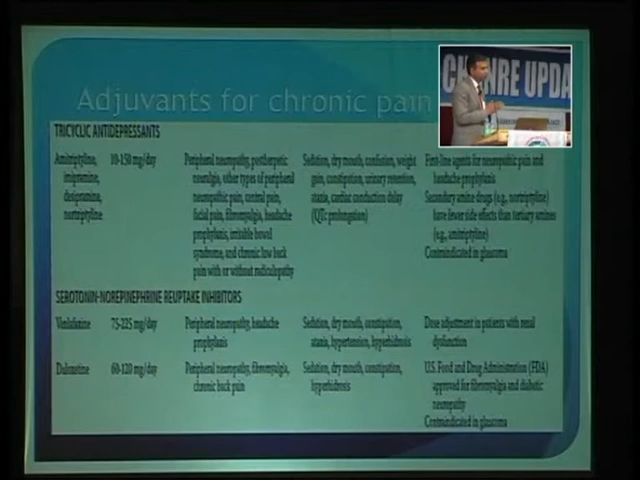 Adjuvants for chronic pain
CHANRE UPDA
TRICYCLIC ANTIDEPRESSANTS
Amitriptyline,
imipramine,
desipramine,
nortriptyline
10-150 mg/day
Peripheral neuropathy, postherpetic
neuralgia, other types of peripheral
neuropathic pain, central pain,
facial pain, fibromyalgia, headache
prophylaxis, irritable bowel
syndrome, and chronic low back
pain with or without radiculopathy
Sedation, dry mouth, confusion, weight
gain, constipation, urinary retention,
ataxia, cardiac conduction delay
(QTc prolongation)
First-line agents for neuropathic pain and
headache prophylaxis
Secondary amine drugs (e.g., nortriptyline)
have fewer side effects than tertiary amines
(e.g., amitriptyline)
Contraindicated in glaucoma
SEROTONIN-NOREPINEPHRINE REUPTAKE INHIBITORS
Venlafaxine
75-225 mg/day
Peripheral neuropathy, headache
prophylaxis
Sedation, dry mouth, constipation,
ataxia, hypertension, hyperhidrosis
Dose adjustment in patients with renal
dysfunction
Duloxetine
60-120 mg/day
Peripheral neuropathy, fibromyalgia,
chronic back pain
Sedation, dry mouth, constipation,
hyperhidrosis
U.S. Food and Drug Administration (FDA)
approved for fibromyalgia and diabetic
neuropathy
Contraindicated in glaucoma